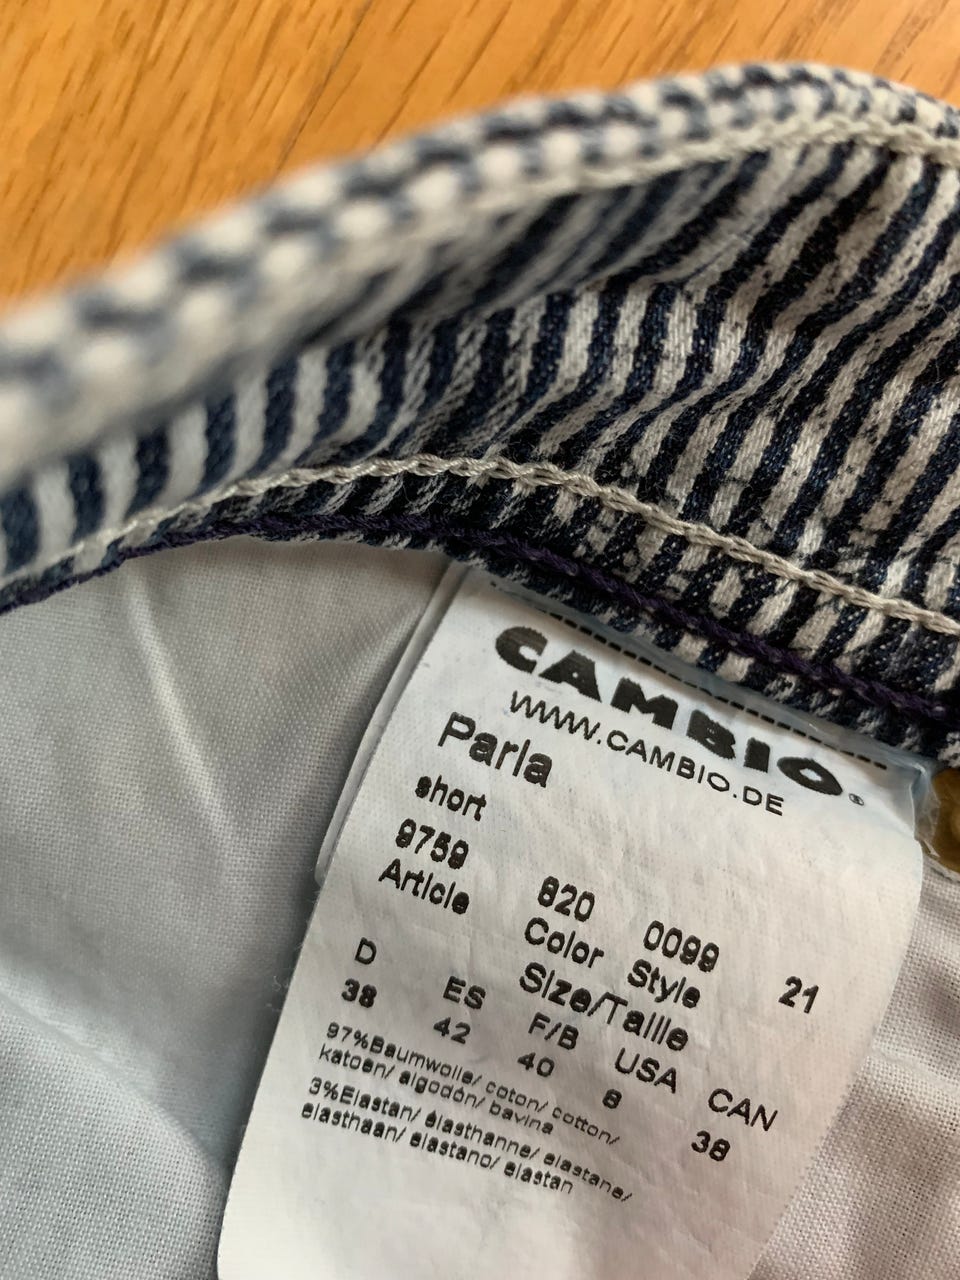 CAMBIO®
WWW.CAMBIO.DE
Parla
short
9759 820 0099 21
Article Color Style
Size/Taille
D ES F/B USA CAN
38 42 40 8 38
97%Baumwolle/ coton/ cotton/
katoen/ algodón/ bavlna
3%Elastan/ élasthanne/ elastane/
elasthaan/ elastano/ elastan